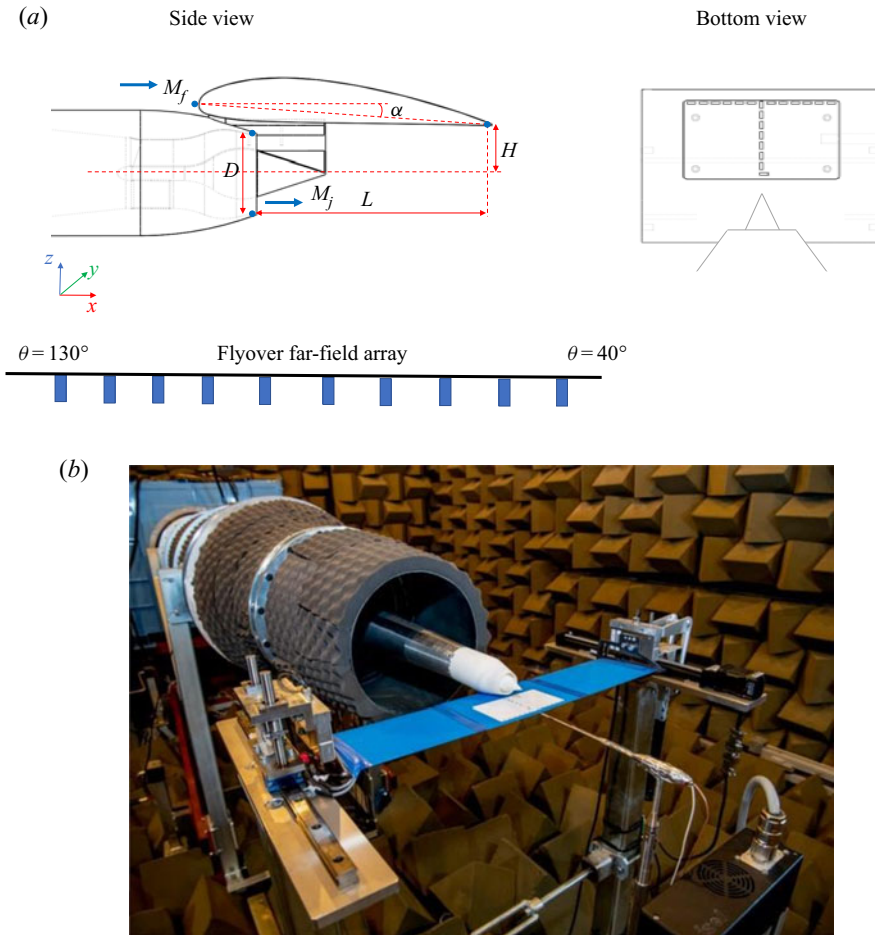 (a)
Side view
Bottom view
M_f
α
H
D
M_j
L
z
y
x
θ = 130°
Flyover far-field array
θ = 40°
(b)